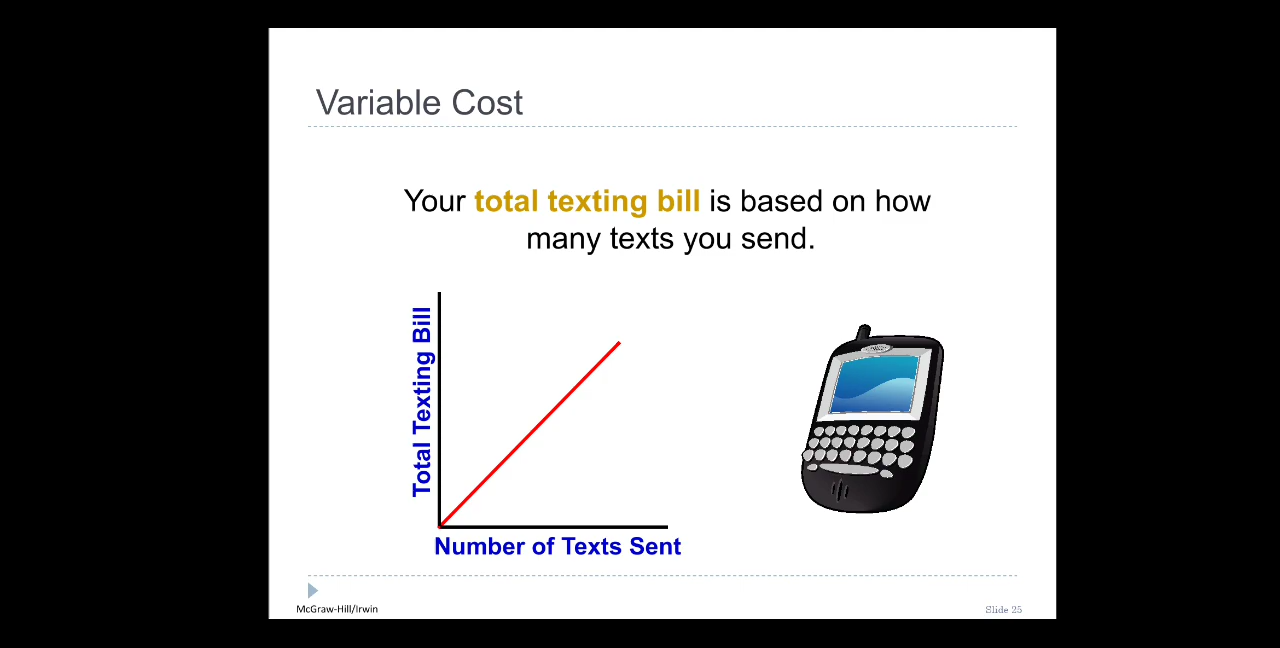 Variable Cost
Your total texting bill is based on how
many texts you send.
Total Texting Bill
Number of Texts Sent
McGraw-Hill/Irwin
Slide 25